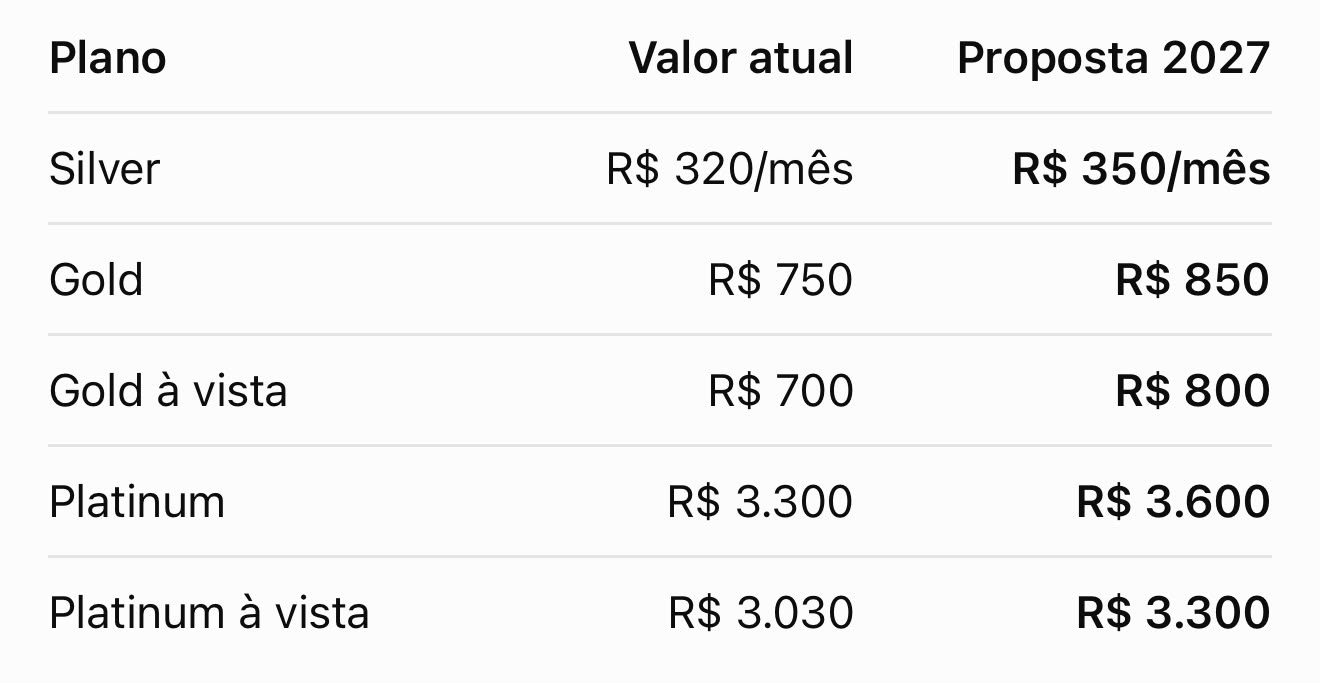 Plano Valor atual Proposta 2027
Silver R$ 320/mês R$ 350/mês
Gold R$ 750 R$ 850
Gold à vista R$ 700 R$ 800
Platinum R$ 3.300 R$ 3.600
Platinum à vista R$ 3.030 R$ 3.300